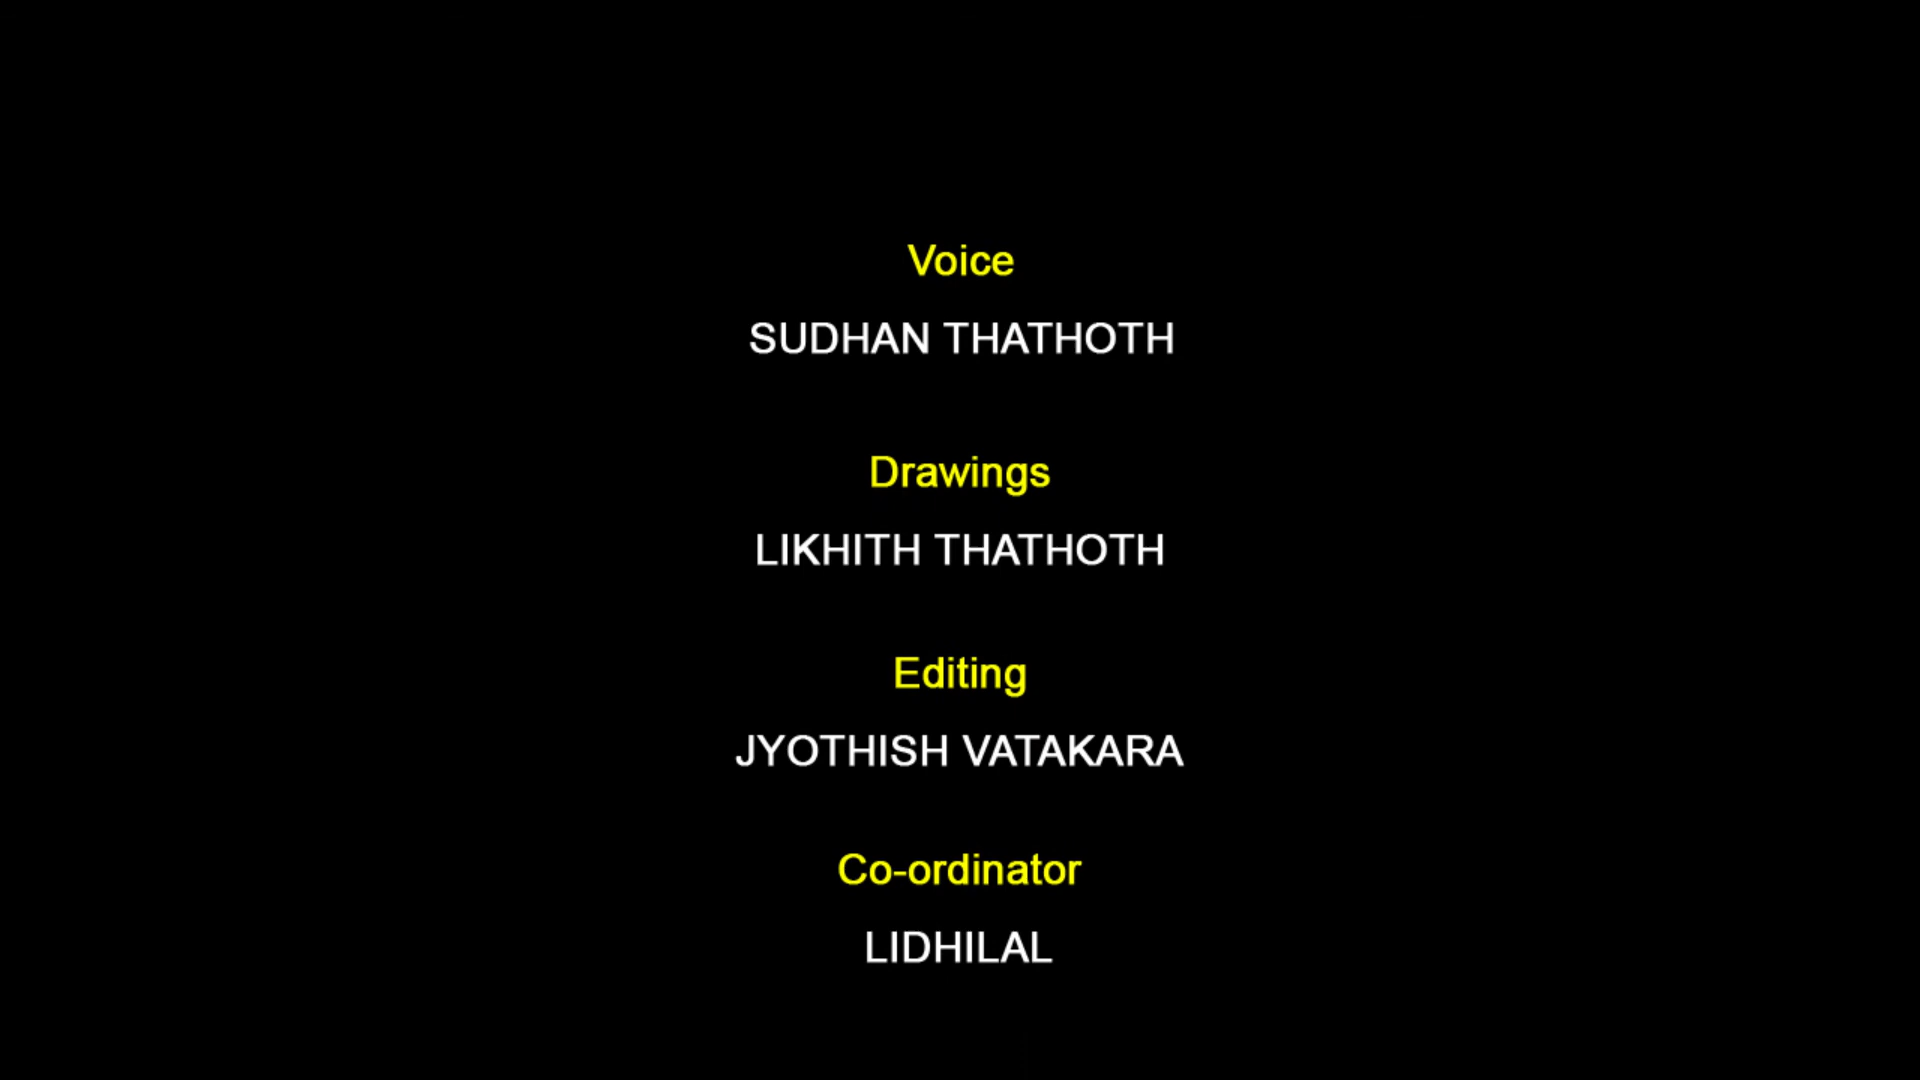 Voice
SUDHAN THATHOTH
Drawings
LIKHITH THATHOTH
Editing
JYOTHISH VATAKARA
Co-ordinator
LIDHILAL